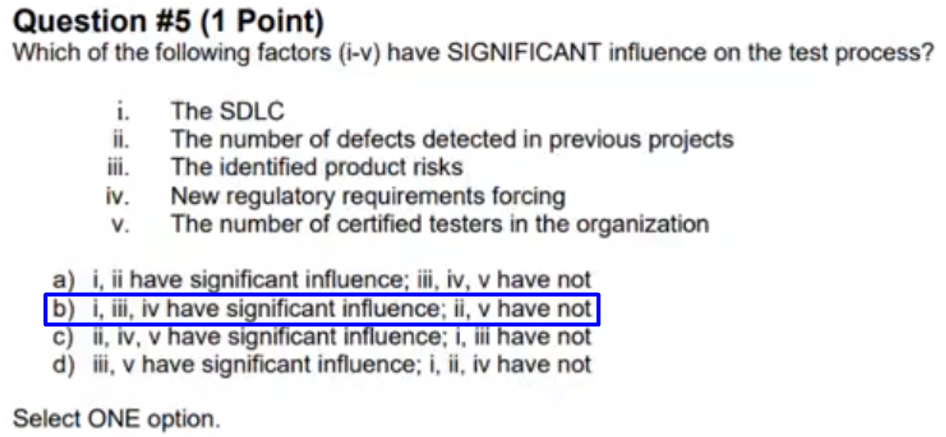 Question #5 (1 Point)
Which of the following factors (i-v) have SIGNIFICANT influence on the test process?
i. The SDLC
ii. The number of defects detected in previous projects
iii. The identified product risks
iv. New regulatory requirements forcing
v. The number of certified testers in the organization
a) i, ii have significant influence; iii, iv, v have not
b) i, iii, iv have significant influence; ii, v have not
c) ii, iv, v have significant influence; i, iii have not
d) iii, v have significant influence; i, ii, iv have not
Select ONE option.